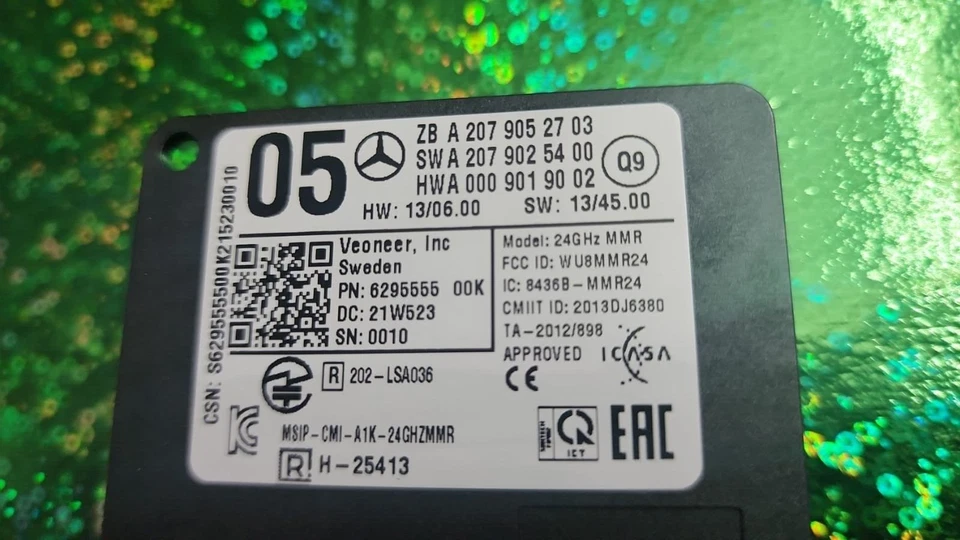 05
ZB A 207 905 27 03
SW A 207 902 54 00
HW A 000 901 90 02
Q9
HW: 13/06.00 SW: 13/45.00
CSN: S6295555500K215230010
Veoneer, Inc
Sweden
PN: 6295555 00K
DC: 21W523
SN: 0010
Model: 24GHz MMR
FCC ID: WU8MMR24
IC: 8436B-MMR24
CMIIT ID: 2013DJ6380
TA-2012/898
APPROVED ICASA
CE
R 202-LSA036
MSIP-CMI-A1K-24GHZMMR
R H-25413
ICT
EAC